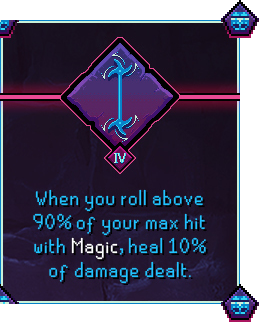 IV
When you roll above
90% of your max hit
with Magic, heal 10%
of damage dealt.